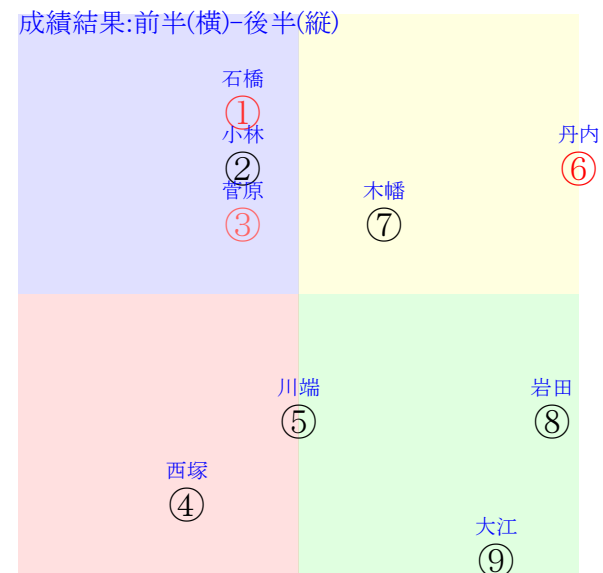 成績結果:前半(横)-後半(縦)
石橋
①
小林
②
菅原
③
丹内
⑥
木幡
⑦
川端
⑤
岩田
⑧
西塚
④
大江
⑨